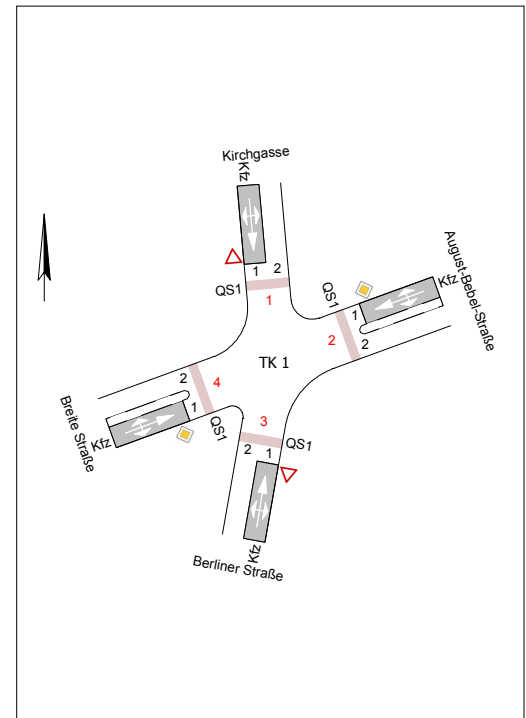 Kirchgasse
Kfz
1 2
QS1
1
August-Bebel-Straße
Kfz
QS1
1
2
2
TK 1
2
4
1
QS1
Kfz
Breite Straße
3
QS1
2 1
Kfz
Berliner Straße